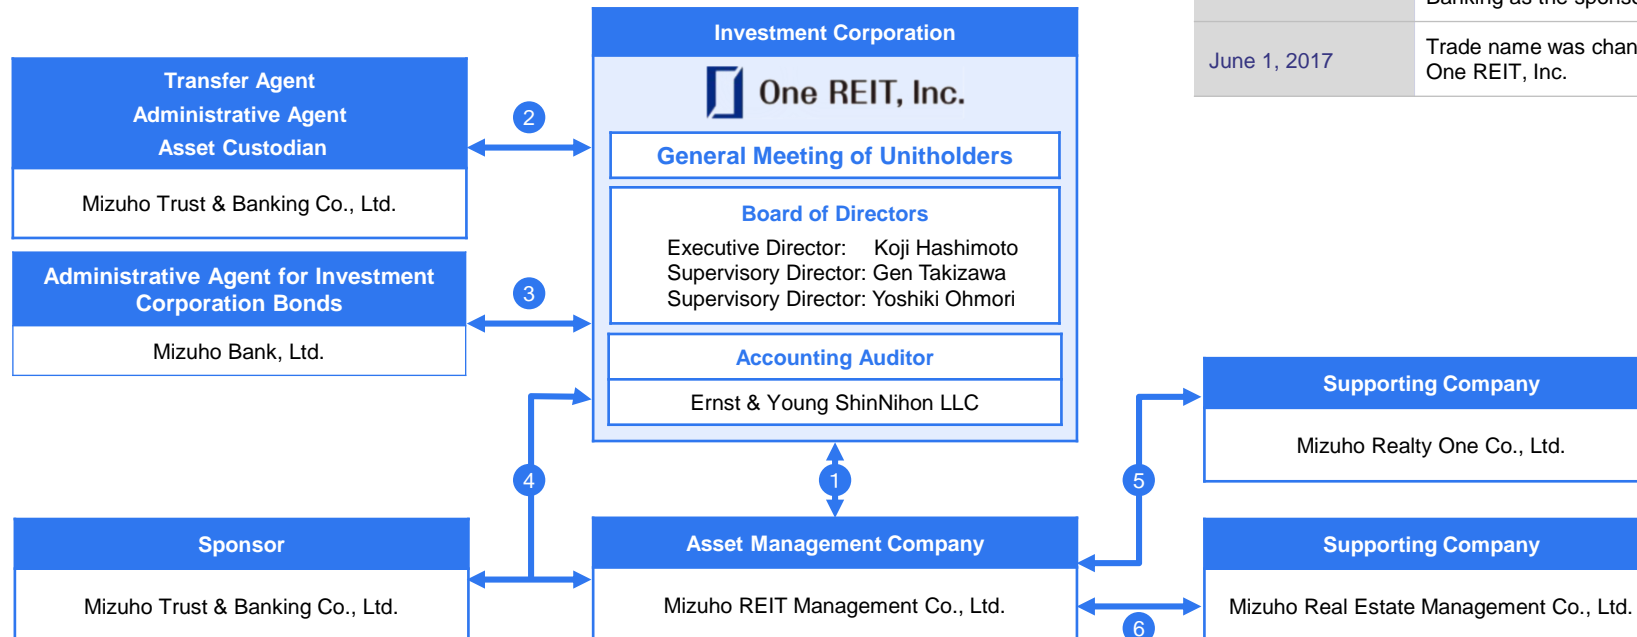 Banking as the sponso
June 1, 2017
Trade name was chan
One REIT, Inc.
Investment Corporation
One REIT, Inc.
Transfer Agent
Administrative Agent
Asset Custodian
Mizuho Trust & Banking Co., Ltd.
2
General Meeting of Unitholders
Board of Directors
Executive Director: Koji Hashimoto
Supervisory Director: Gen Takizawa
Supervisory Director: Yoshiki Ohmori
Administrative Agent for Investment
Corporation Bonds
Mizuho Bank, Ltd.
3
Accounting Auditor
Ernst & Young ShinNihon LLC
Supporting Company
Mizuho Realty One Co., Ltd.
4
1
5
Sponsor
Mizuho Trust & Banking Co., Ltd.
Asset Management Company
Mizuho REIT Management Co., Ltd.
Supporting Company
Mizuho Real Estate Management Co., Ltd.
6